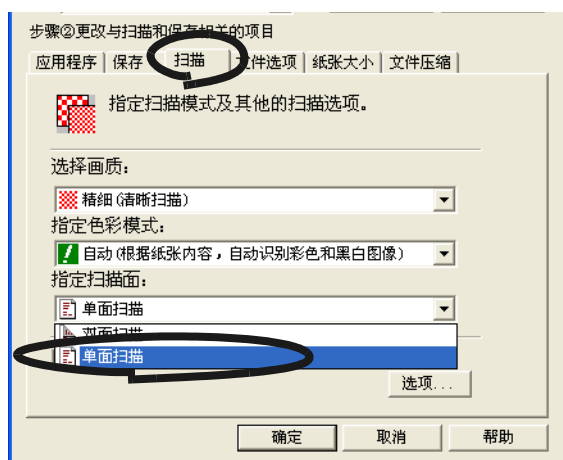 步骤②更改与扫描和保存相关的项目
应用程序 保存 扫描 文件选项 纸张大小 文件压缩
指定扫描模式及其他的扫描选项。
选择画质：
精细(清晰扫描)
指定色彩模式：
自动(根据纸张内容，自动识别彩色和黑白图像)
指定扫描面：
单面扫描
双面扫描
单面扫描
选项...
确定 取消 帮助